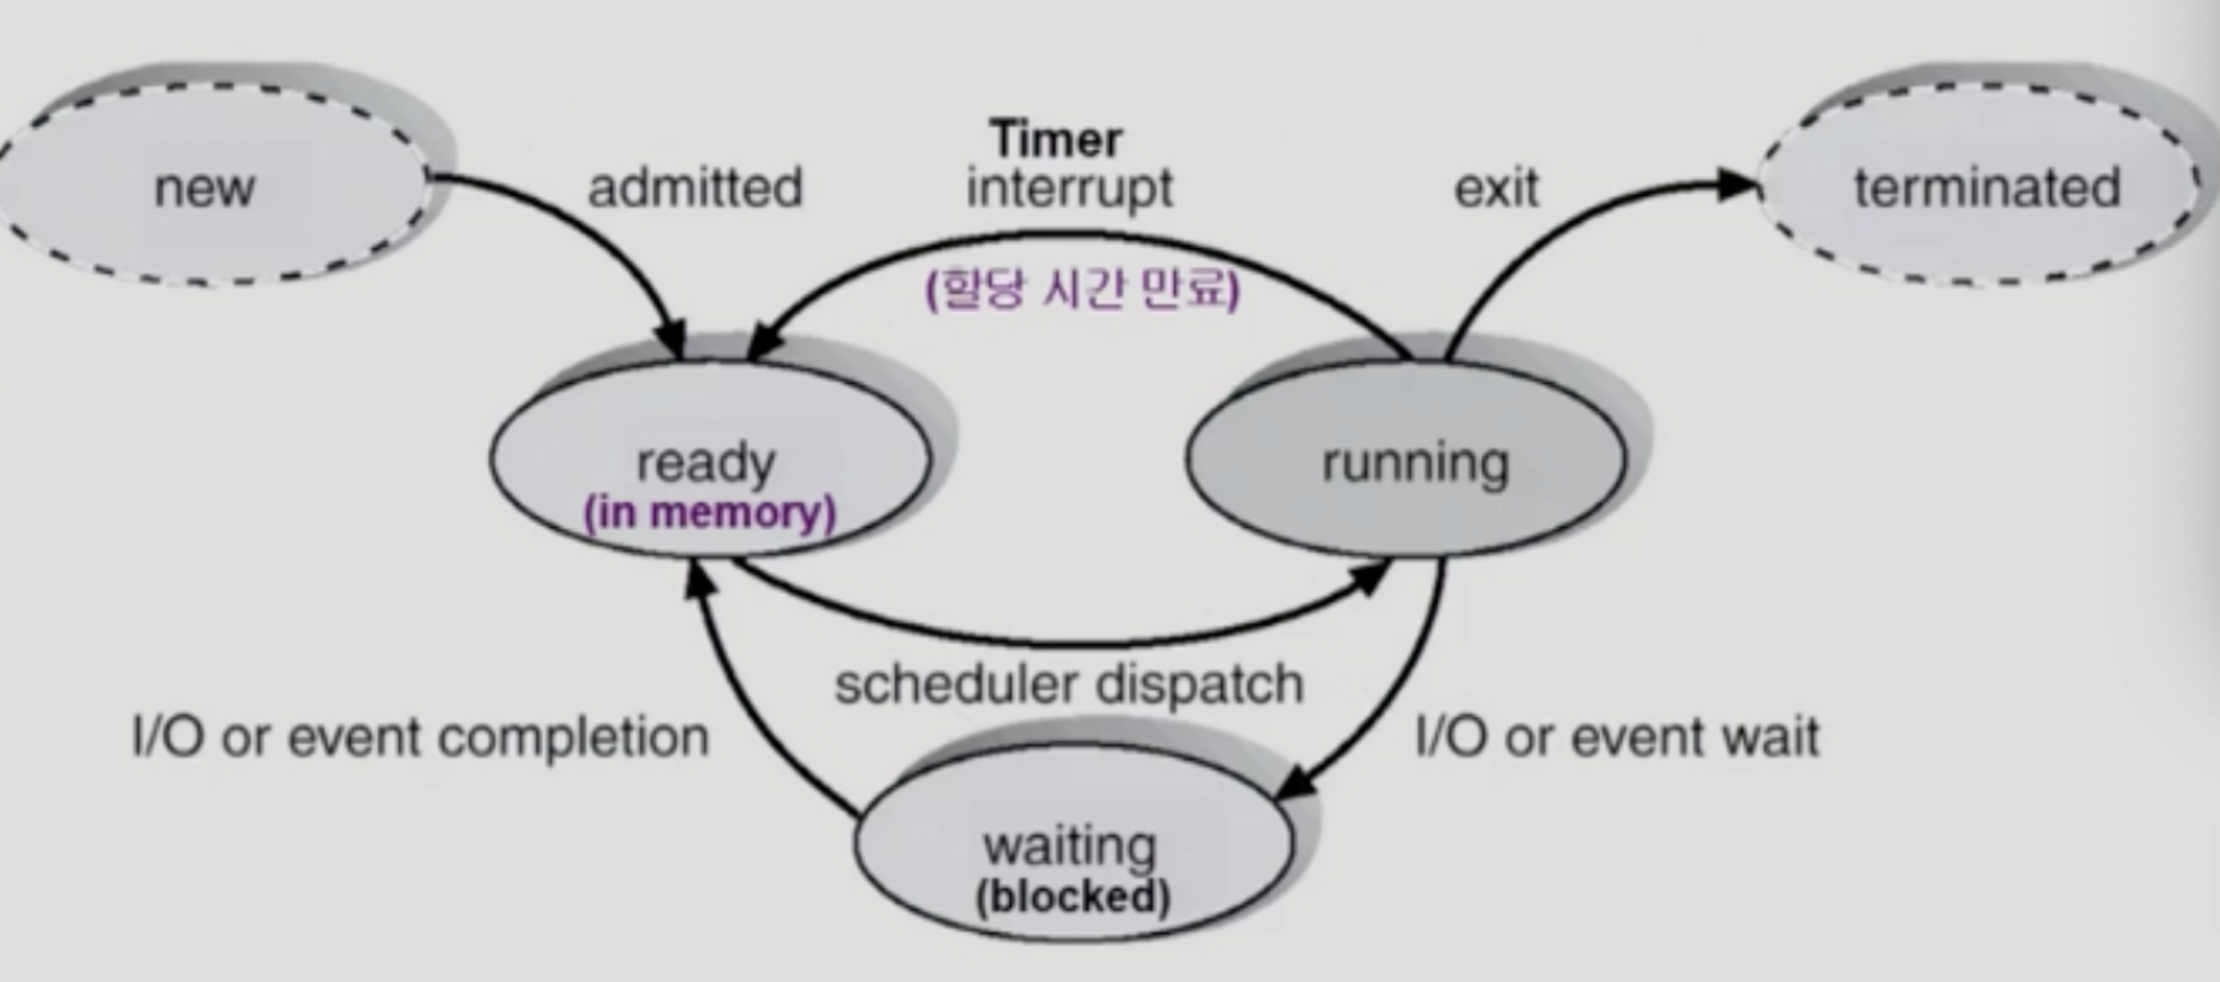 new
admitted
Timer
interrupt
(할당 시간 만료)
exit
terminated
ready
(in memory)
running
scheduler dispatch
I/O or event completion
I/O or event wait
waiting
(blocked)